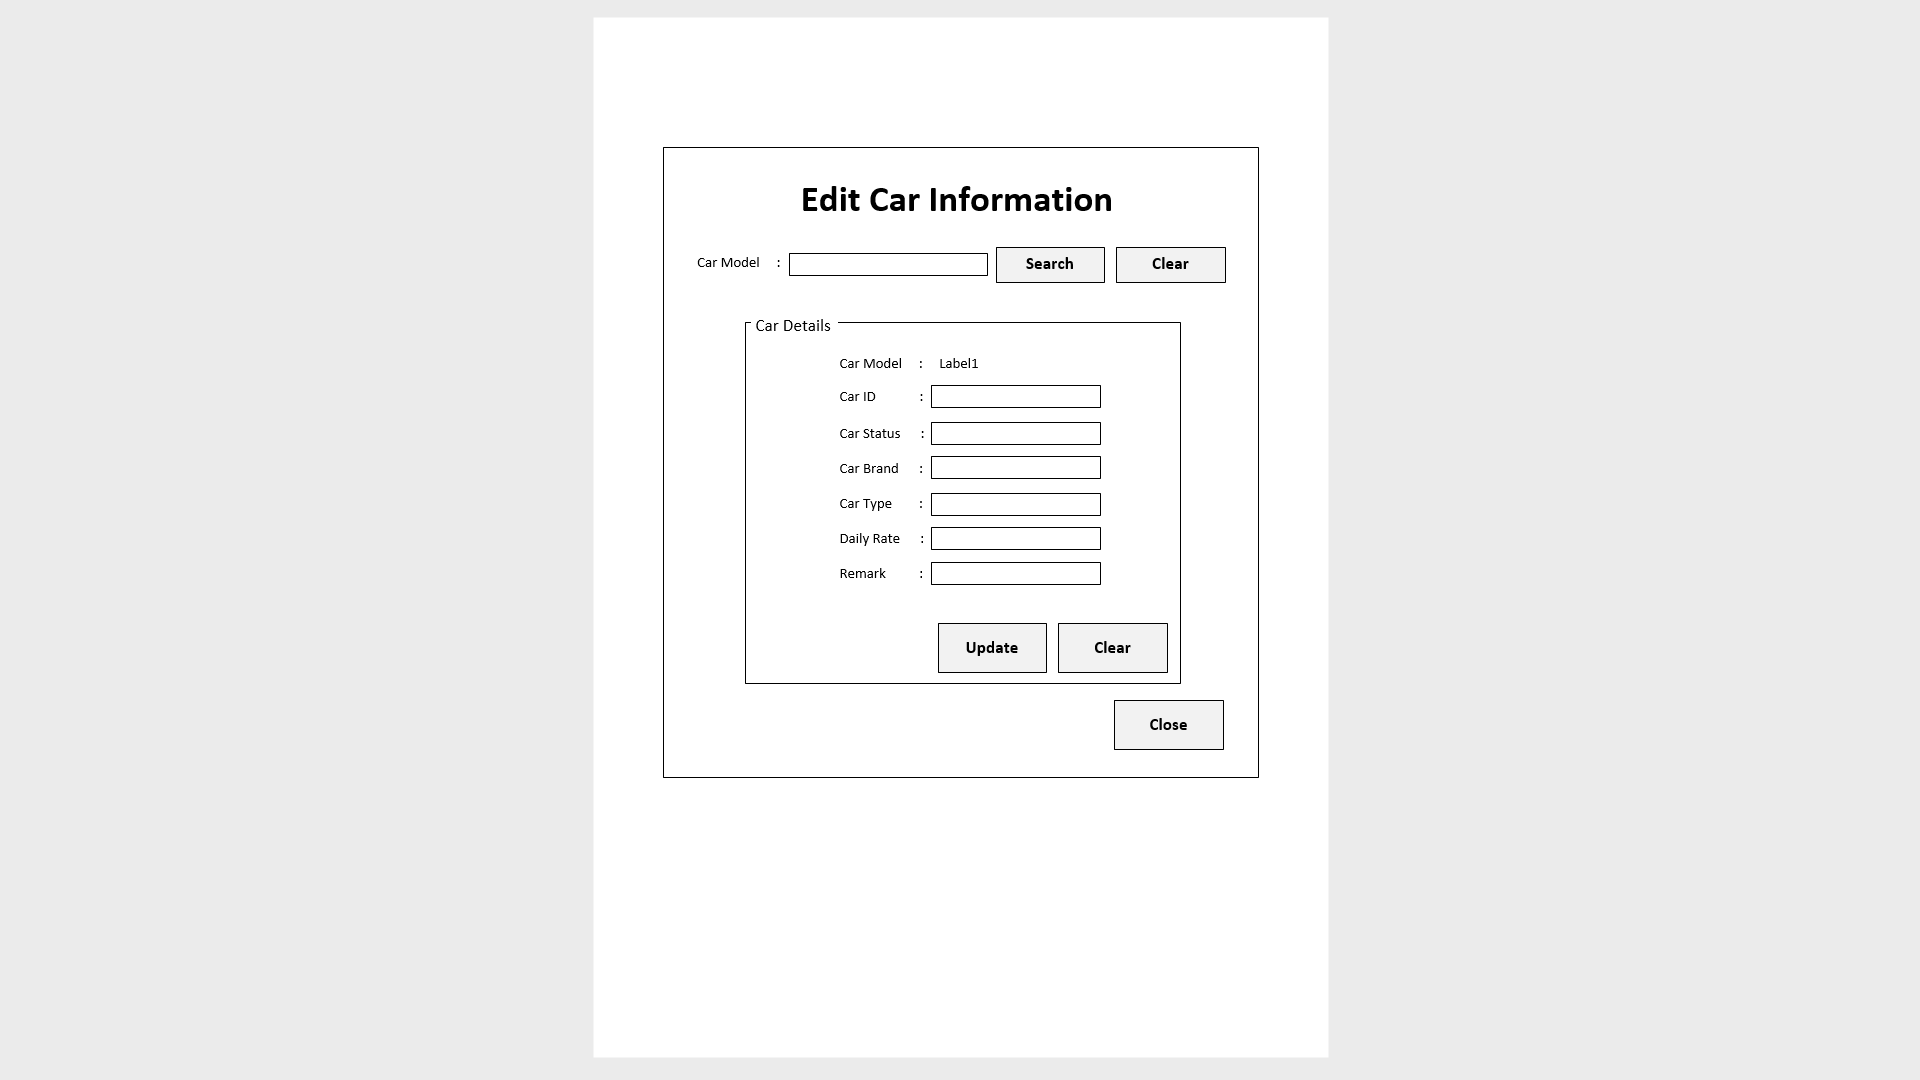 Edit Car Information
Car Model : Search Clear
Car Details
Car Model : Label1
Car ID :
Car Status :
Car Brand :
Car Type :
Daily Rate :
Remark :
Update Clear
Close